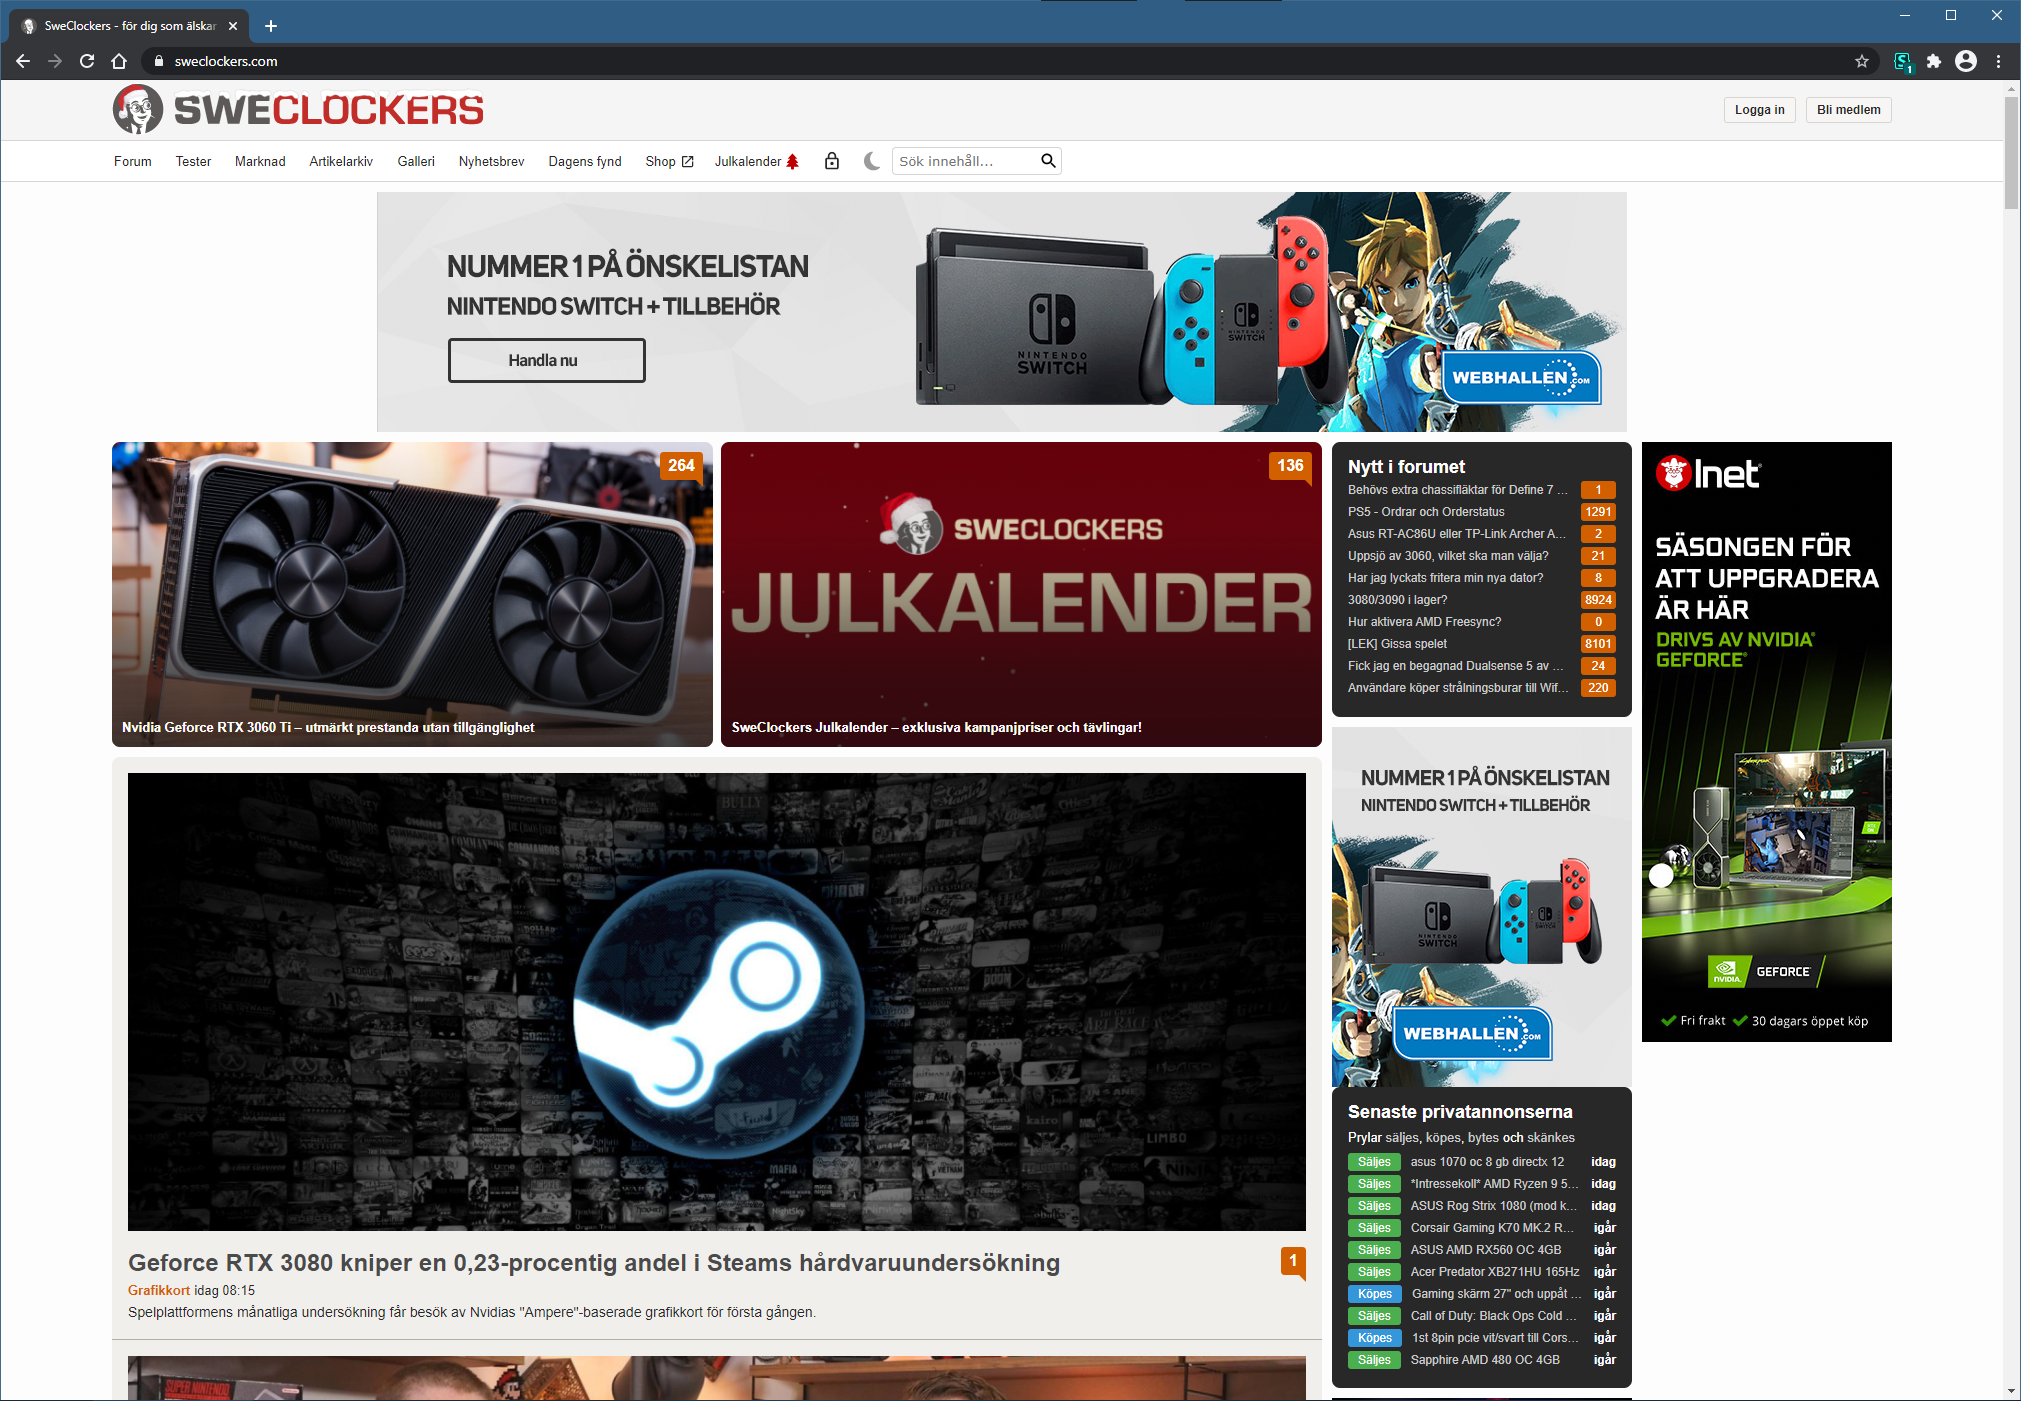 SweClockers - för dig som älskar
sweclockers.com
1
SWECLOCKERS
Logga in
Bli medlem
Forum
Tester
Marknad
Artikelarkiv
Galleri
Nyhetsbrev
Dagens fynd
Shop
Julkalender
Sök innehåll...
NUMMER 1 PÅ ÖNSKELISTAN
NINTENDO SWITCH + TILLBEHÖR
Handla nu
NINTENDO
SWITCH
NINTENDO
SWITCH
WEBHALLEN.COM
264
Nvidia Geforce RTX 3060 Ti – utmärkt prestanda utan tillgänglighet
136
SWECLOCKERS
JULKALENDER
SweClockers Julkalender – exklusiva kampanjpriser och tävlingar!
Nytt i forumet
Behövs extra chassifläktar för Define 7 ... 1
PS5 - Ordrar och Orderstatus 1291
Asus RT-AC86U eller TP-Link Archer A... 2
Uppsjö av 3060, vilket ska man välja? 21
Har jag lyckats fritera min nya dator? 8
3080/3090 i lager? 8924
Hur aktivera AMD Freesync? 0
[LEK] Gissa spelet 8101
Fick jag en begagnad Dualsense 5 av ... 24
Användare köper strålningsburar till Wif... 220
Inet
SÄSONGEN FÖR
ATT UPPGRADERA
ÄR HÄR
DRIVS AV NVIDIA®
GEFORCE®
NVIDIA.
GEFORCE®
Fri frakt
30 dagars öppet köp
NUMMER 1 PÅ ÖNSKELISTAN
NINTENDO SWITCH + TILLBEHÖR
NINTENDO
SWITCH
WEBHALLEN.COM
BULLY
COMMANDOS
kairo
LIMBO
MAFIA
NightSky
Geforce RTX 3080 kniper en 0,23-procentig andel i Steams hårdvaruundersökning
1
Grafikkort idag 08:15
Spelplattformens månatliga undersökning får besök av Nvidias "Ampere"-baserade grafikkort för första gången.
SUPER NINTENDO
Senaste privatannonserna
Prylar säljes, köpes, bytes och skänkes
Säljes asus 1070 oc 8 gb directx 12 idag
Säljes *Intressekoll* AMD Ryzen 9 5... idag
Säljes ASUS Rog Strix 1080 (mod k... idag
Säljes Corsair Gaming K70 MK.2 R... igår
Säljes ASUS AMD RX560 OC 4GB igår
Säljes Acer Predator XB271HU 165Hz igår
Köpes Gaming skärm 27" och uppåt ... igår
Säljes Call of Duty: Black Ops Cold ... igår
Köpes 1st 8pin pcie vit/svart till Cors... igår
Säljes Sapphire AMD 480 OC 4GB igår